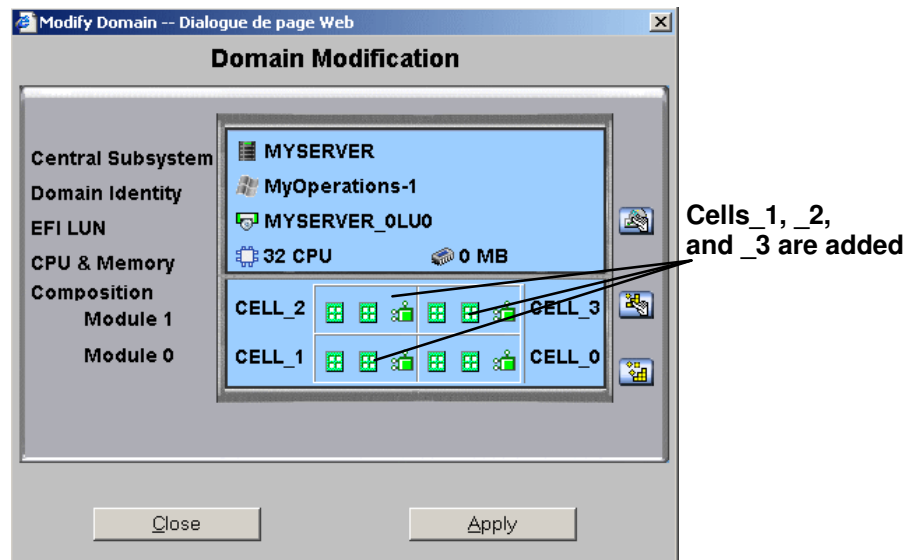 Modify Domain -- Dialogue de page Web
Domain Modification
Central Subsystem
MYSERVER
Domain Identity
MyOperations-1
EFI LUN
MYSERVER_0LU0
CPU & Memory
32 CPU
0 MB
Composition
Module 1
CELL_2
CELL_3
Module 0
CELL_1
CELL_0
Cells_1, _2,
and _3 are added
Close
Apply